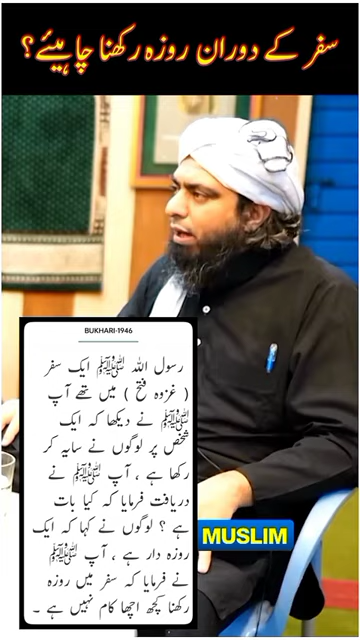 سفر کے دوران روزہ رکھنا چاہیئے؟
BUKHARI-1946
رسول اللہ ﷺ ایک سفر
( غزوہ فتح ) میں تھے آپ
ﷺ نے دیکھا کہ ایک
شخص پر لوگوں نے سایہ کر
رکھا ہے ، آپ ﷺ نے
دریافت فرمایا کہ کیا بات
ہے ؟ لوگوں نے کہا کہ ایک
روزہ دار ہے ، آپ ﷺ
نے فرمایا کہ سفر میں روزہ
رکھنا کچھ اچھا کام نہیں ہے ۔
MUSLIM